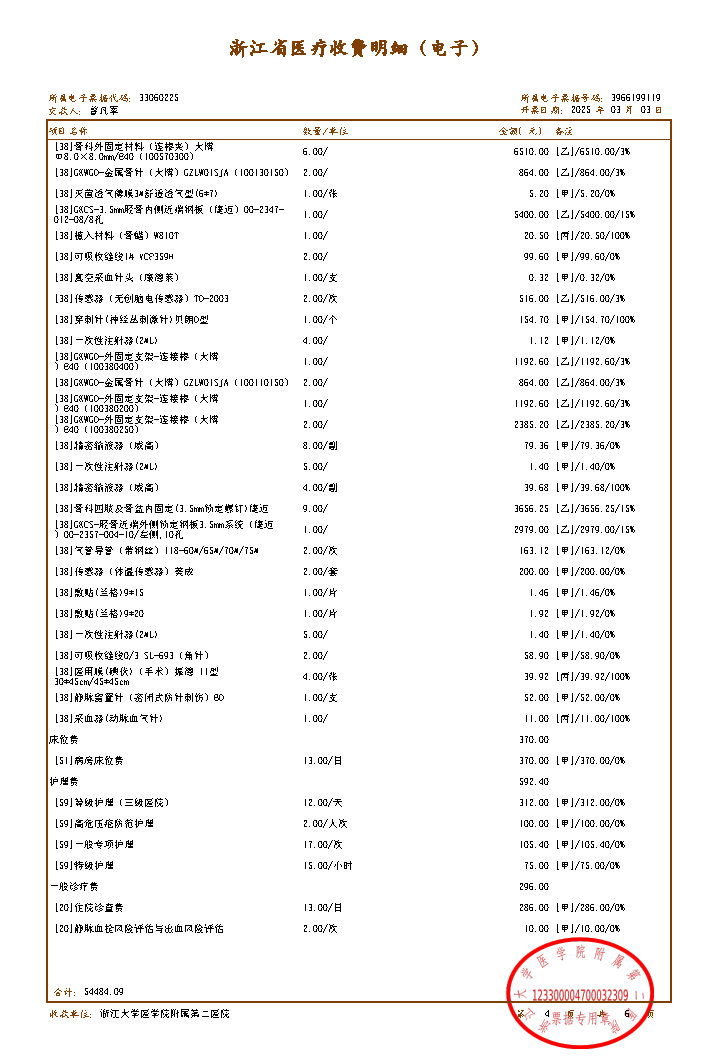 浙江省医疗收费明细（电子）
所属电子票据代码: 33060225
所属电子票据号码: 3966199119
交款人: 曾凡军
开票日期: 2025 年 03 月 03 日
项目名称 数量/单位 金额( 元) 备注
[38]骨科外固定材料（连接夹）大博
Φ8.0×8.0mm/840（100570300） 6.00/ 6510.00 [乙]/6510.00/3%
[38]GKWGD-金属骨针（大博）GZLW01SJA（100130150） 2.00/ 864.00 [乙]/864.00/3%
[38]灭菌透气薄膜3#舒适透气型(6*7) 1.00/张 5.20 [甲]/5.20/0%
[38]GKCS-3.5mm胫骨内侧近端钢板（康近）00-2347-
012-08/8孔 1.00/ 5400.00 [乙]/5400.00/15%
[38]植入材料（骨蜡）W810T 1.00/ 20.50 [丙]/20.50/100%
[38]可吸收缝线1# VCP359H 2.00/ 99.60 [甲]/99.60/0%
[38]真空采血针头（康德莱） 1.00/支 0.32 [甲]/0.32/0%
[38]传感器（无创脑电传感器）TD-2003 2.00/次 516.00 [乙]/516.00/3%
[38]穿刺针(神经丛刺激针)贝朗D型 1.00/个 154.70 [甲]/154.70/100%
[38]一次性注射器(2ML) 4.00/ 1.12 [甲]/1.12/0%
[38]GKWGD-外固定支架-连接棒（大博
）840（100380400） 1.00/ 1192.60 [乙]/1192.60/3%
[38]GKWGD-金属骨针（大博）GZLW01SJA（100110150） 2.00/ 864.00 [乙]/864.00/3%
[38]GKWGD-外固定支架-连接棒（大博
）840（100380200） 1.00/ 1192.60 [乙]/1192.60/3%
[38]GKWGD-外固定支架-连接棒（大博
）840（100380250） 2.00/ 2385.20 [乙]/2385.20/3%
[38]精密输液器（威高） 8.00/副 79.36 [甲]/79.36/0%
[38]一次性注射器(2ML) 5.00/ 1.40 [甲]/1.40/0%
[38]精密输液器（威高） 4.00/副 39.68 [甲]/39.68/100%
[38]骨科四肢及骨盆内固定(3.5mm锁定螺钉)康近 9.00/ 3656.25 [乙]/3656.25/15%
[38]GKCS-胫骨近端外侧锁定钢板3.5mm系统（康近
）00-2357-004-10/左侧,10孔 1.00/ 2979.00 [乙]/2979.00/15%
[38]气管导管（带钢丝）118-60#/65#/70#/75# 2.00/次 163.12 [甲]/163.12/0%
[38]传感器（体温传感器）美成 2.00/套 200.00 [甲]/200.00/0%
[38]敷贴(兰格)9*15 1.00/片 1.46 [甲]/1.46/0%
[38]敷贴(兰格)9*20 1.00/片 1.92 [甲]/1.92/0%
[38]一次性注射器(2ML) 5.00/ 1.40 [甲]/1.40/0%
[38]可吸收缝线0/3 SL-693（角针） 2.00/ 58.90 [甲]/58.90/0%
[38]医用膜(碘伏)（手术）振德 II型
30*45cm/45*45cm 4.00/张 39.92 [丙]/39.92/100%
[38]静脉留置针（密闭式防针刺伤）BD 1.00/支 52.00 [甲]/52.00/0%
[38]采血器(动脉血气针) 1.00/ 11.00 [丙]/11.00/100%
床位费 370.00
[51]病房床位费 13.00/日 370.00 [甲]/370.00/0%
护理费 592.40
[59]等级护理（三级医院） 12.00/天 312.00 [甲]/312.00/0%
[59]高危压疮防范护理 2.00/人次 100.00 [甲]/100.00/0%
[59]一般专项护理 17.00/次 105.40 [甲]/105.40/0%
[59]特级护理 15.00/小时 75.00 [甲]/75.00/0%
一般诊疗费 296.00
[20]住院诊查费 13.00/日 286.00 [甲]/286.00/0%
[20]静脉血栓风险评估与出血风险评估 2.00/次 10.00 [甲]/10.00/0%
合计: 54484.09
收款单位: 浙江大学医学院附属第二医院
第 4 页 共 6 页
浙江大学医学院附属第二医院
123300004700032309
票据专用章